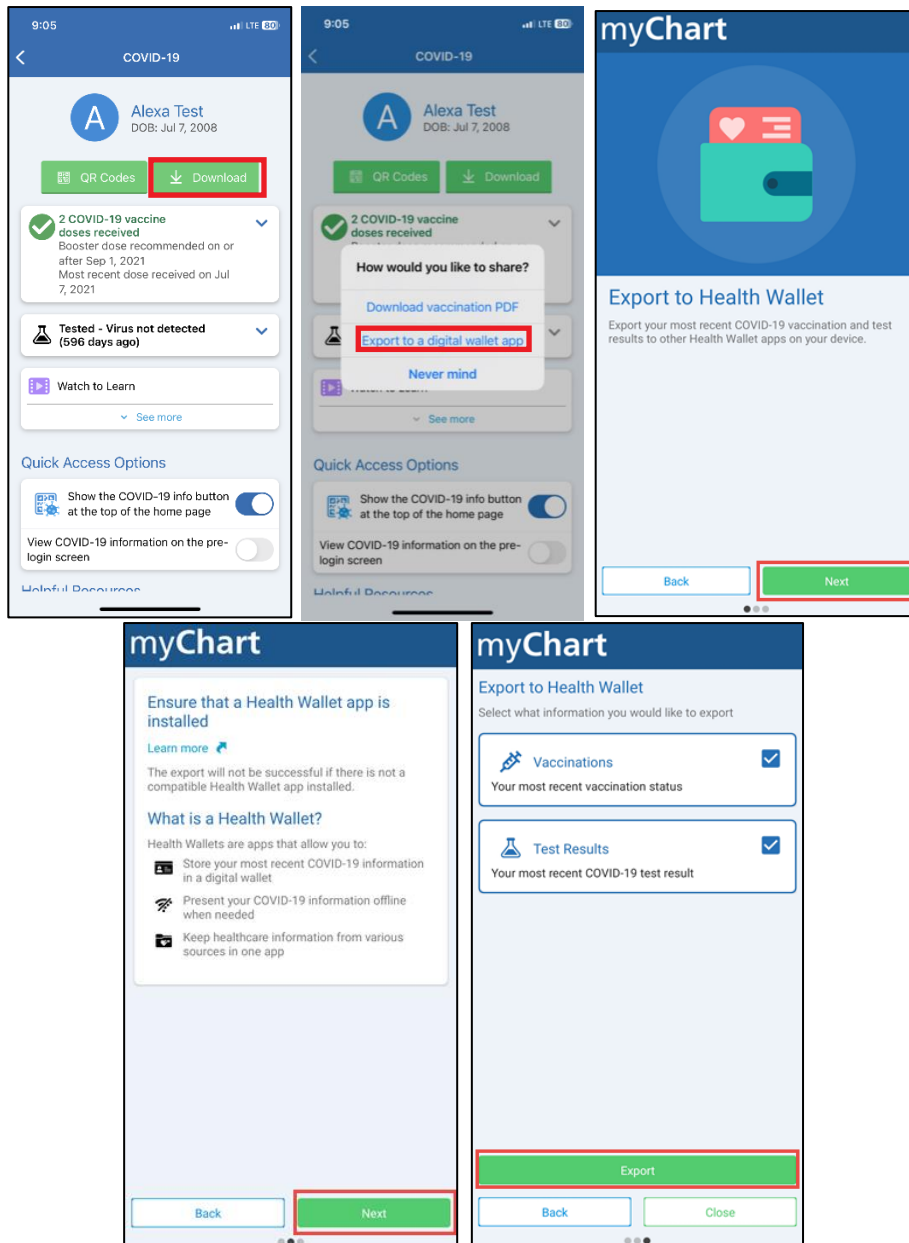 9:05
LTE 80
COVID-19
A
Alexa Test
DOB: Jul 7, 2008
QR Codes
Download
2 COVID-19 vaccine
doses received
Booster dose recommended on or
after Sep 1, 2021
Most recent dose received on Jul
7, 2021
Tested - Virus not detected
(596 days ago)
Watch to Learn
See more
Quick Access Options
Show the COVID-19 info button
at the top of the home page
View COVID-19 information on the pre-
login screen
Helpful Resources
9:05
LTE 80
COVID-19
A
Alexa Test
DOB: Jul 7, 2008
QR Codes
Download
2 COVID-19 vaccine
doses received
How would you like to share?
Download vaccination PDF
Export to a digital wallet app
Never mind
See more
Quick Access Options
Show the COVID-19 info button
at the top of the home page
View COVID-19 information on the pre-
login screen
Helpful Resources
myChart
Export to Health Wallet
Export your most recent COVID-19 vaccination and test
results to other Health Wallet apps on your device.
Back
Next
myChart
Ensure that a Health Wallet app is
installed
Learn more
The export will not be successful if there is not a
compatible Health Wallet app installed.
What is a Health Wallet?
Health Wallets are apps that allow you to:
Store your most recent COVID-19 information
in a digital wallet
Present your COVID-19 information offline
when needed
Keep healthcare information from various
sources in one app
Back
Next
myChart
Export to Health Wallet
Select what information you would like to export
Vaccinations
Your most recent vaccination status
Test Results
Your most recent COVID-19 test result
Export
Back
Close